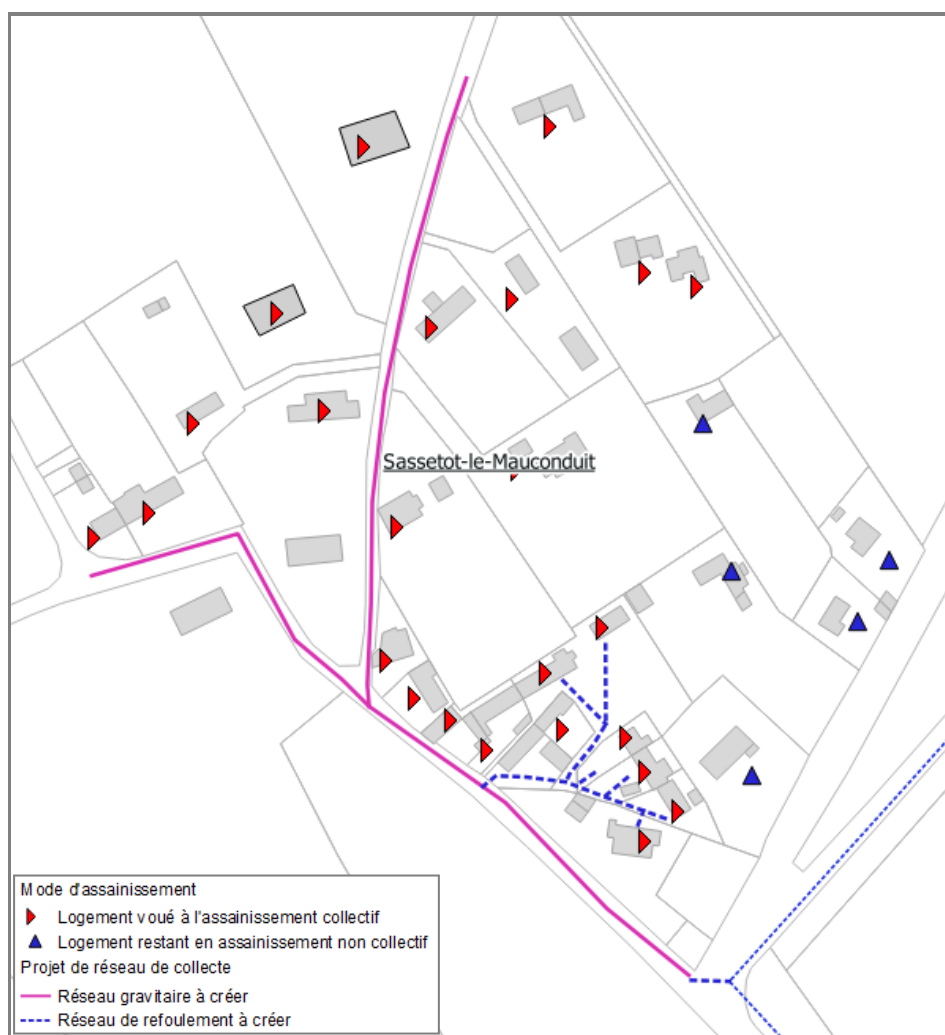 Sassetot-le-Mauconduit
Mode d'assainissement
Logement voué à l'assainissement collectif
Logement restant en assainissement non collectif
Projet de réseau de collecte
Réseau gravitaire à créer
Réseau de refoulement à créer